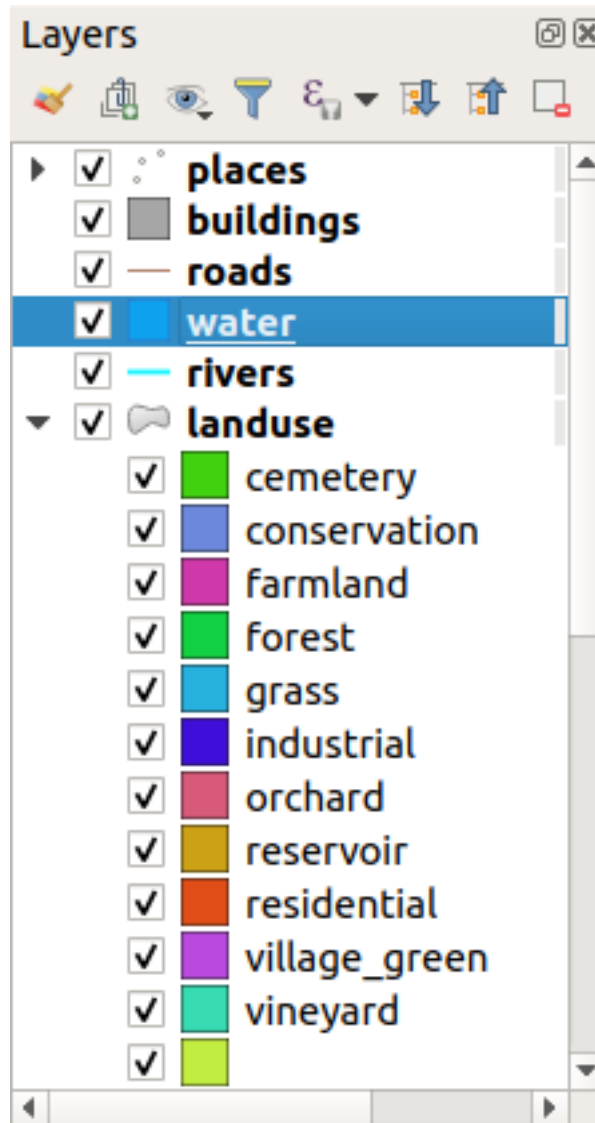 Layers
ε
places
buildings
roads
water
rivers
landuse
cemetery
conservation
farmland
forest
grass
industrial
orchard
reservoir
residential
village_green
vineyard